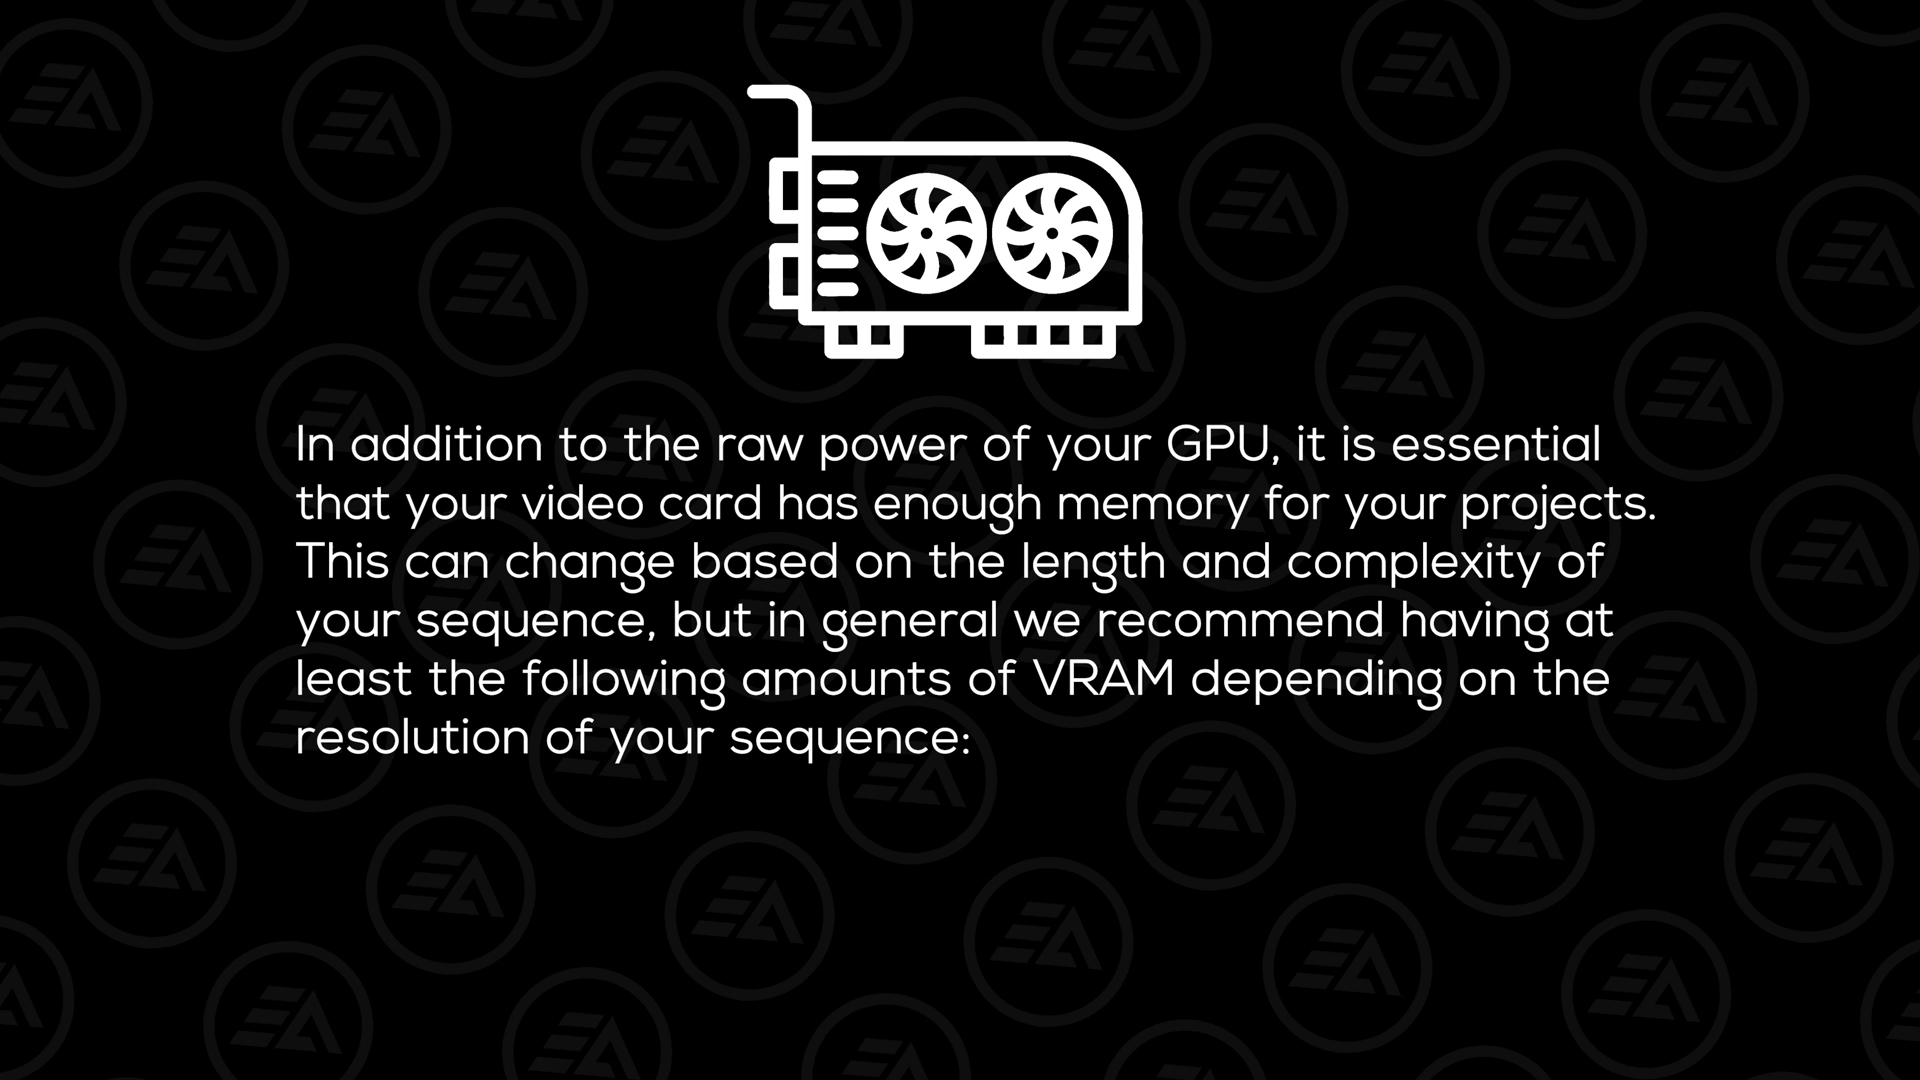 In addition to the raw power of your GPU, it is essential
that your video card has enough memory for your projects.
This can change based on the length and complexity of
your sequence, but in general we recommend having at
least the following amounts of VRAM depending on the
resolution of your sequence: